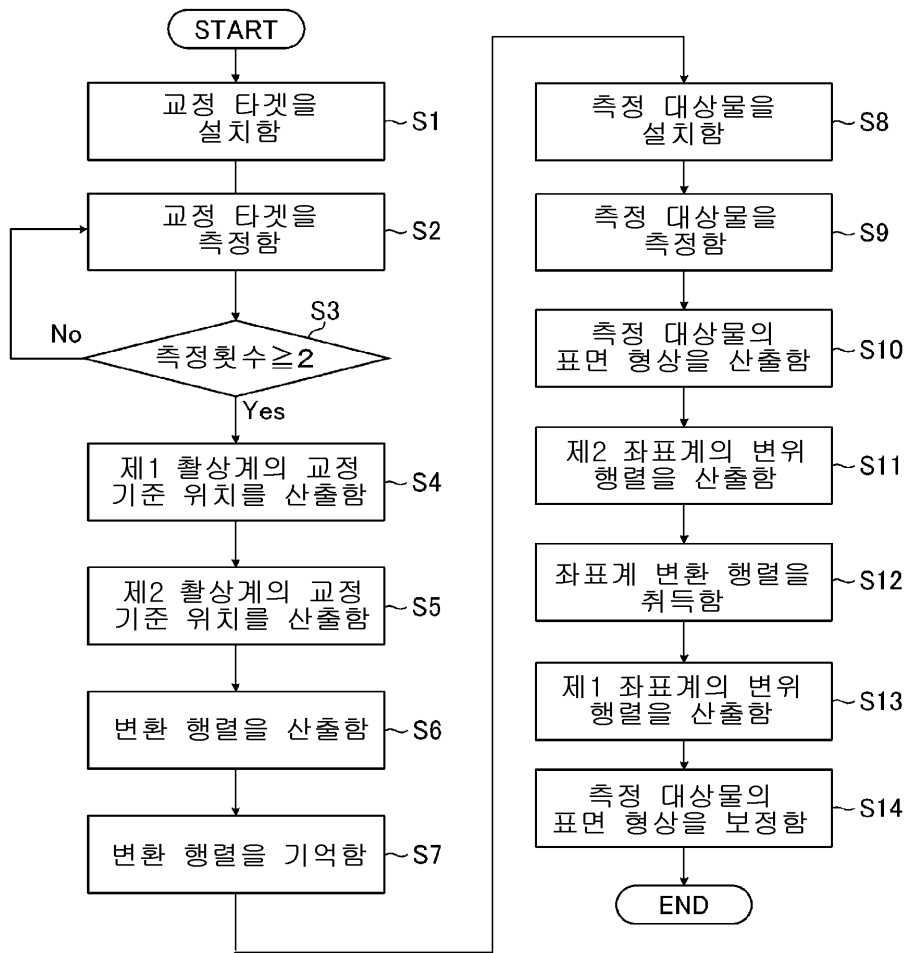 START
교정 타겟을
설치함
S1
교정 타겟을
측정함
S2
S3
No
측정횟수≧2
Yes
제1 촬상계의 교정
기준 위치를 산출함
S4
제2 촬상계의 교정
기준 위치를 산출함
S5
변환 행렬을 산출함
S6
변환 행렬을 기억함
S7
측정 대상물을
설치함
S8
측정 대상물을
측정함
S9
측정 대상물의
표면 형상을 산출함
S10
제2 좌표계의 변위
행렬을 산출함
S11
좌표계 변환 행렬을
취득함
S12
제1 좌표계의 변위
행렬을 산출함
S13
측정 대상물의
표면 형상을 보정함
S14
END